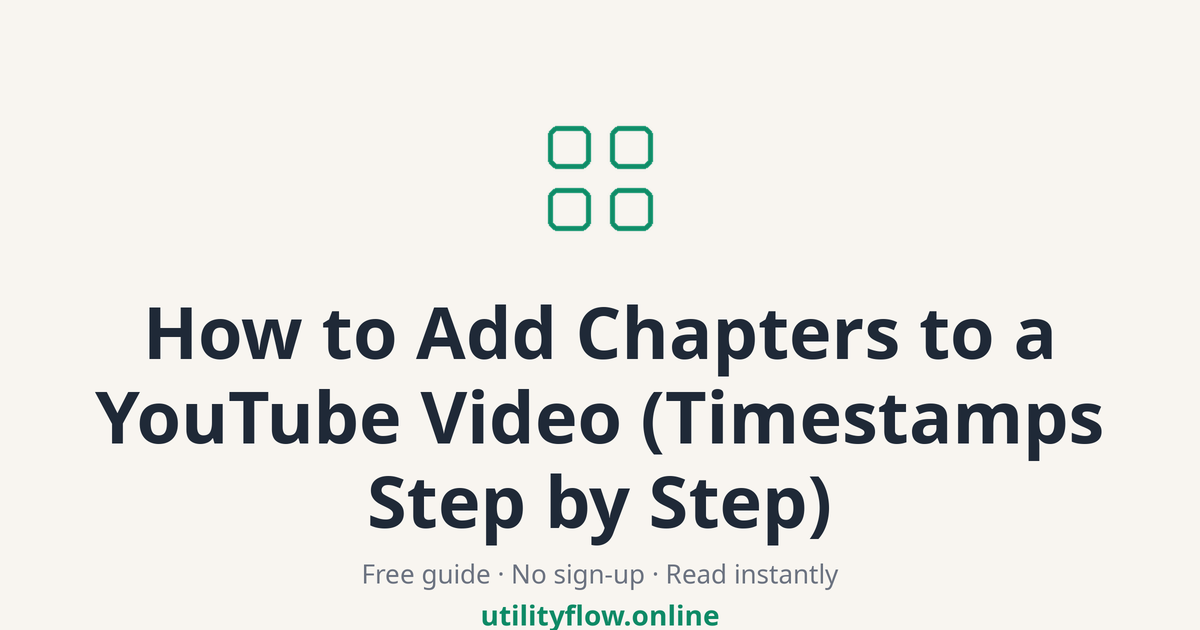 How to Add Chapters to a
YouTube Video (Timestamps
Step by Step)
Free guide · No sign-up · Read instantly
utilityflow.online